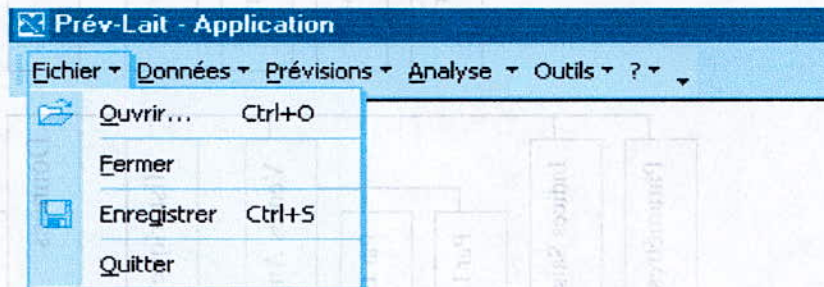 Prév-Lait - Application
Fichier Données Prévisions Analyse Outils ?
Ouvrir... Ctrl+O
Fermer
Enregistrer Ctrl+S
Quitter